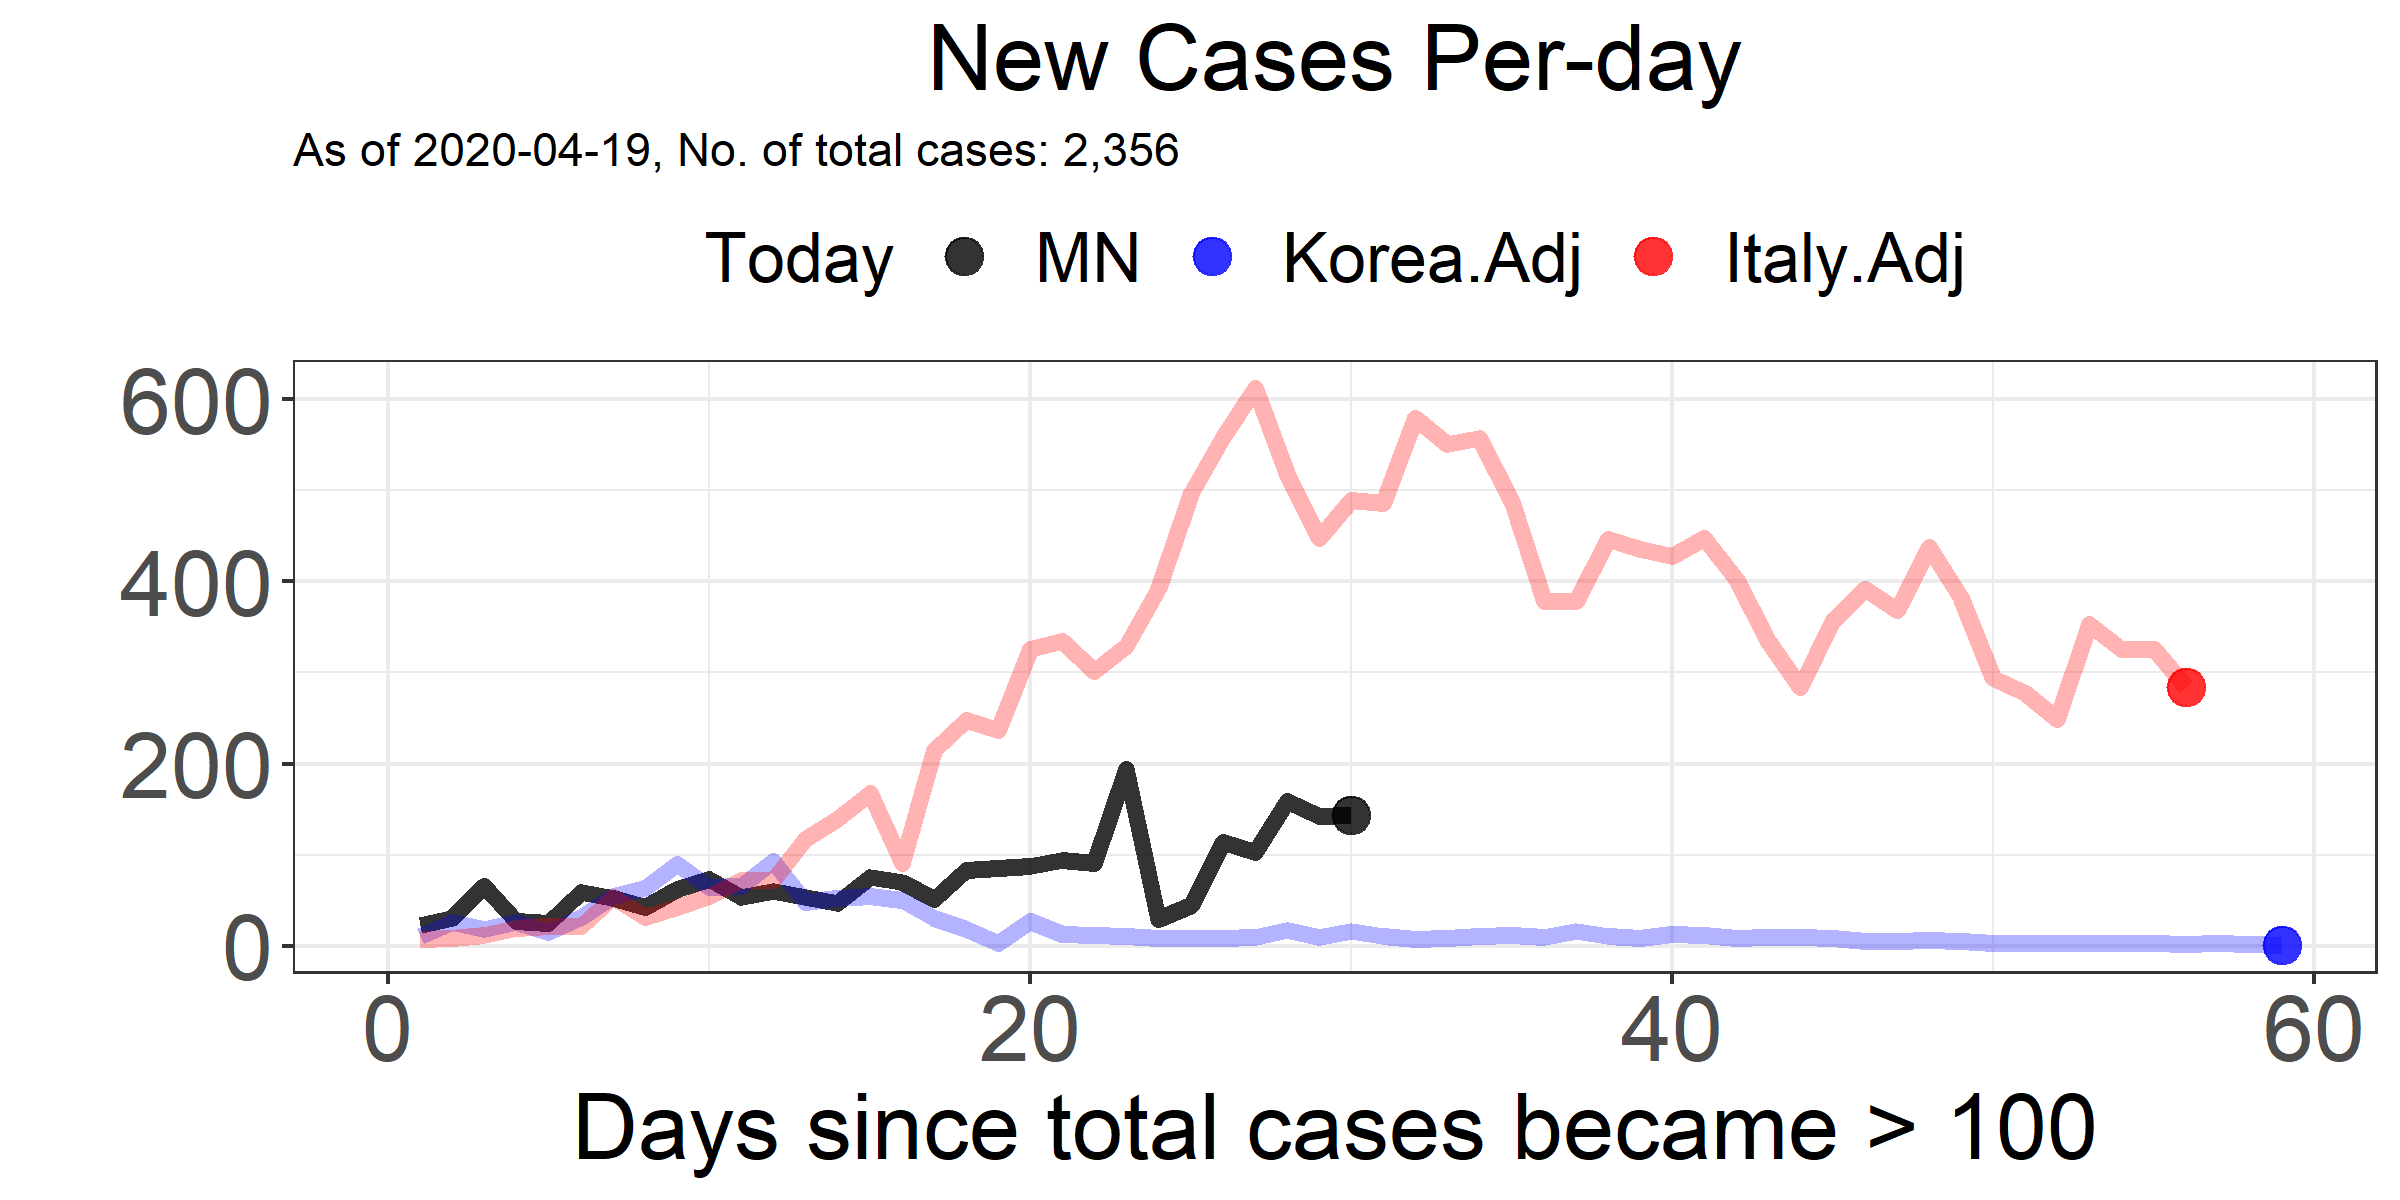 New Cases Per-day
As of 2020-04-19, No. of total cases: 2,356
Today MN Korea.Adj Italy.Adj
600
400
200
0
0 20 40 60
Days since total cases became > 100